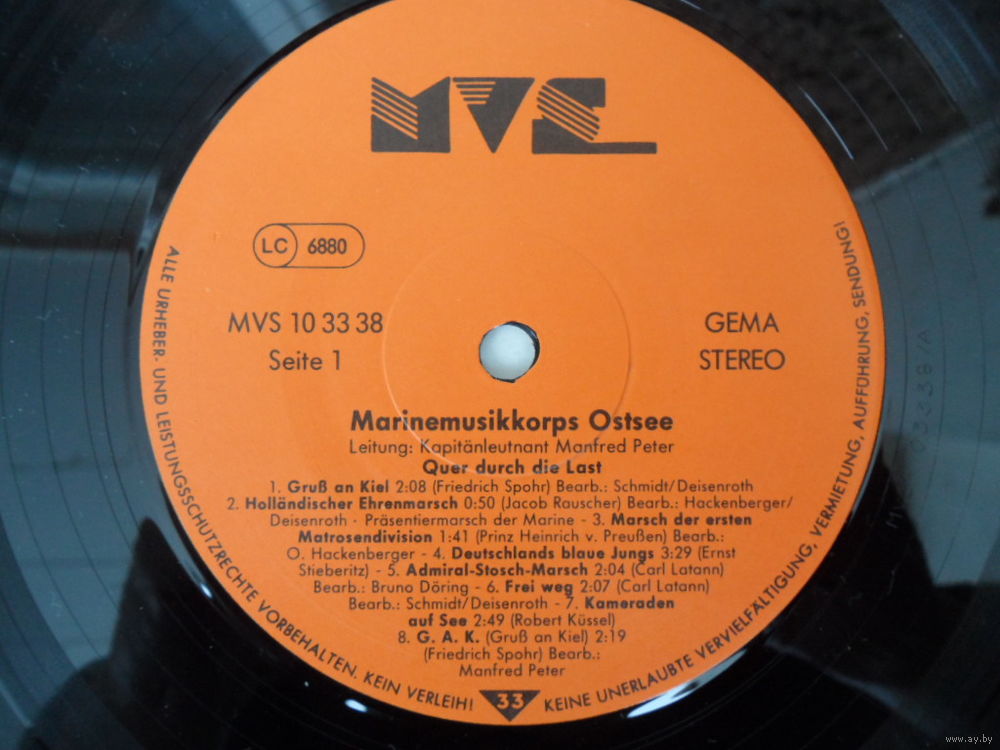 MVS
LC 6880
MVS 10 33 38
Seite 1
GEMA
STEREO
Marinemusikkorps Ostsee
Leitung: Kapitänleutnant Manfred Peter
Quer durch die Last
1. Gruß an Kiel 2:08 (Friedrich Spohr) Bearb.: Schmidt/Deisenroth
2. Holländischer Ehrenmarsch 0:50 (Jacob Rauscher) Bearb.: Hackenberger/
Deisenroth · Präsentiermarsch der Marine - 3. Marsch der ersten
Matrosendivision 1:41 (Prinz Heinrich v. Preußen) Bearb.:
O. Hackenberger - 4. Deutschlands blaue Jungs 3:29 (Ernst
Stieberitz) - 5. Admiral-Stosch-Marsch 2:04 (Carl Latann)
Bearb.: Bruno Döring - 6. Frei weg 2:07 (Carl Latann)
Bearb.: Schmidt/Deisenroth - 7. Kameraden
auf See 2:49 (Robert Küssel)
8. G. A. K. (Gruß an Kiel) 2:19
(Friedrich Spohr) Bearb.:
Manfred Peter
ALLE URHEBER- UND LEISTUNGSSCHUTZRECHTE VORBEHALTEN. KEIN VERLEIH! 33 KEINE UNERLAUBTE VERVIELFÄLTIGUNG, VERMIETUNG, AUFFÜHRUNG, SENDUNG!
www.ay.by